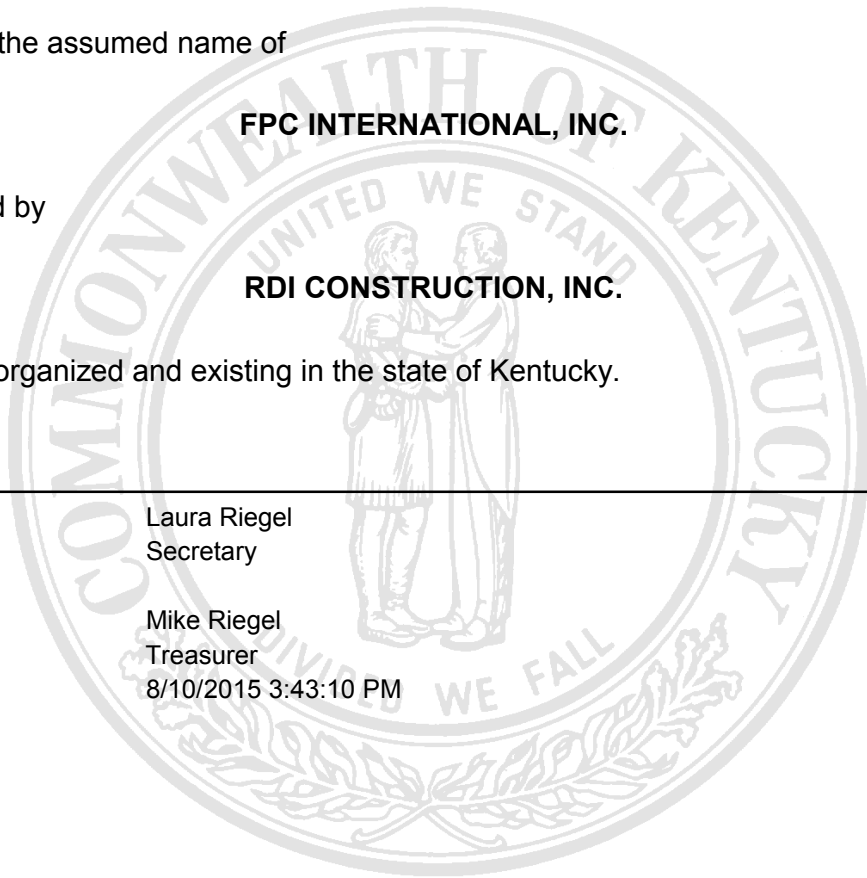 the assumed name of
FPC INTERNATIONAL, INC.
d by
RDI CONSTRUCTION, INC.
organized and existing in the state of Kentucky.
Laura Riegel
Secretary
Mike Riegel
Treasurer
8/10/2015 3:43:10 PM
COMMONWEALTH OF KENTUCKY
UNITED WE STAND
DIVIDED WE FALL